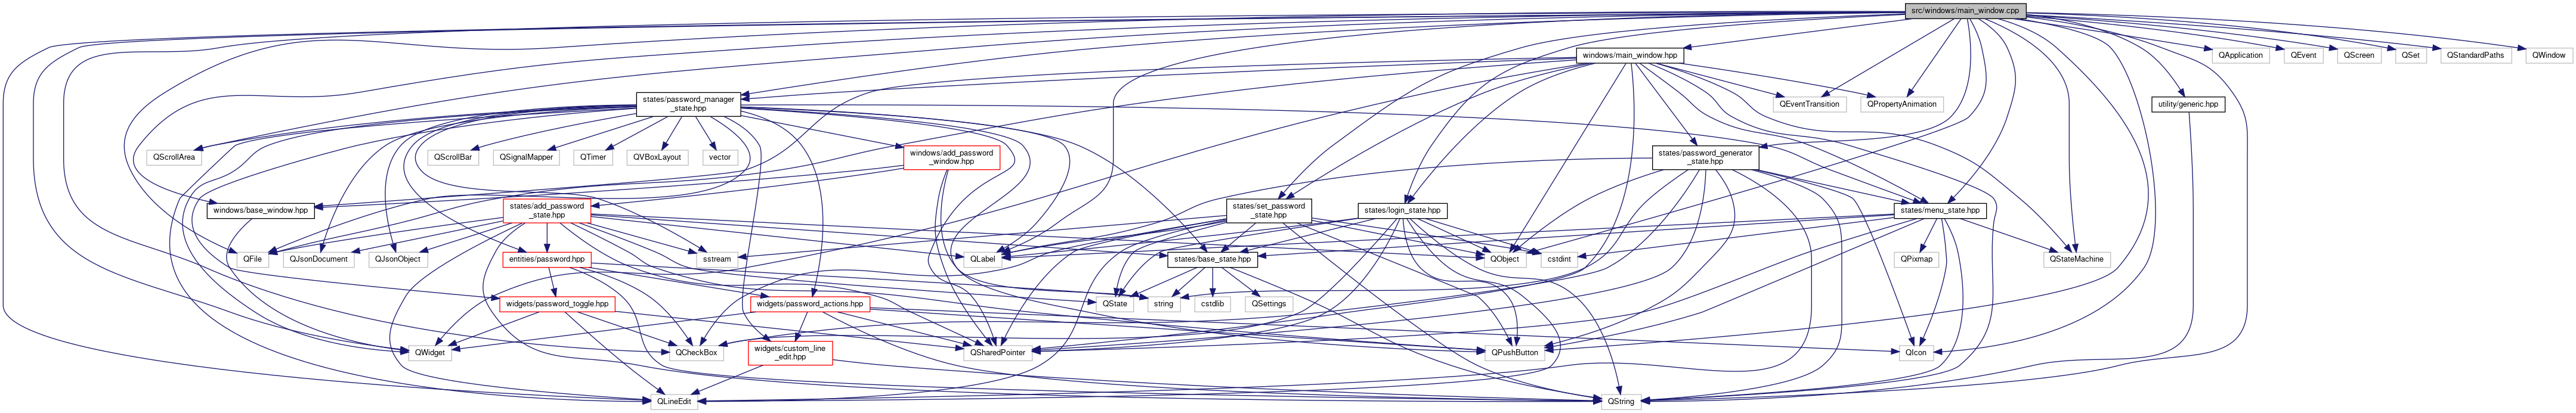 src/windows/main_window.cpp
windows/main_window.hpp
QApplication
QEvent
QScreen
QSet
QStandardPaths
QWindow
states/password_manager
_state.hpp
QEventTransition
QPropertyAnimation
utility/generic.hpp
QScrollArea
QScrollBar
QSignalMapper
QTimer
QVBoxLayout
vector
windows/add_password
_window.hpp
states/password_generator
_state.hpp
windows/base_window.hpp
states/add_password
_state.hpp
states/set_password
_state.hpp
states/login_state.hpp
states/menu_state.hpp
QFile
QJsonDocument
QJsonObject
entities/password.hpp
sstream
QLabel
states/base_state.hpp
QObject
cstdint
QPixmap
QStateMachine
widgets/password_toggle.hpp
widgets/password_actions.hpp
QState
string
cstdlib
QSettings
QWidget
QCheckBox
widgets/custom_line
_edit.hpp
QSharedPointer
QPushButton
QIcon
QLineEdit
QString